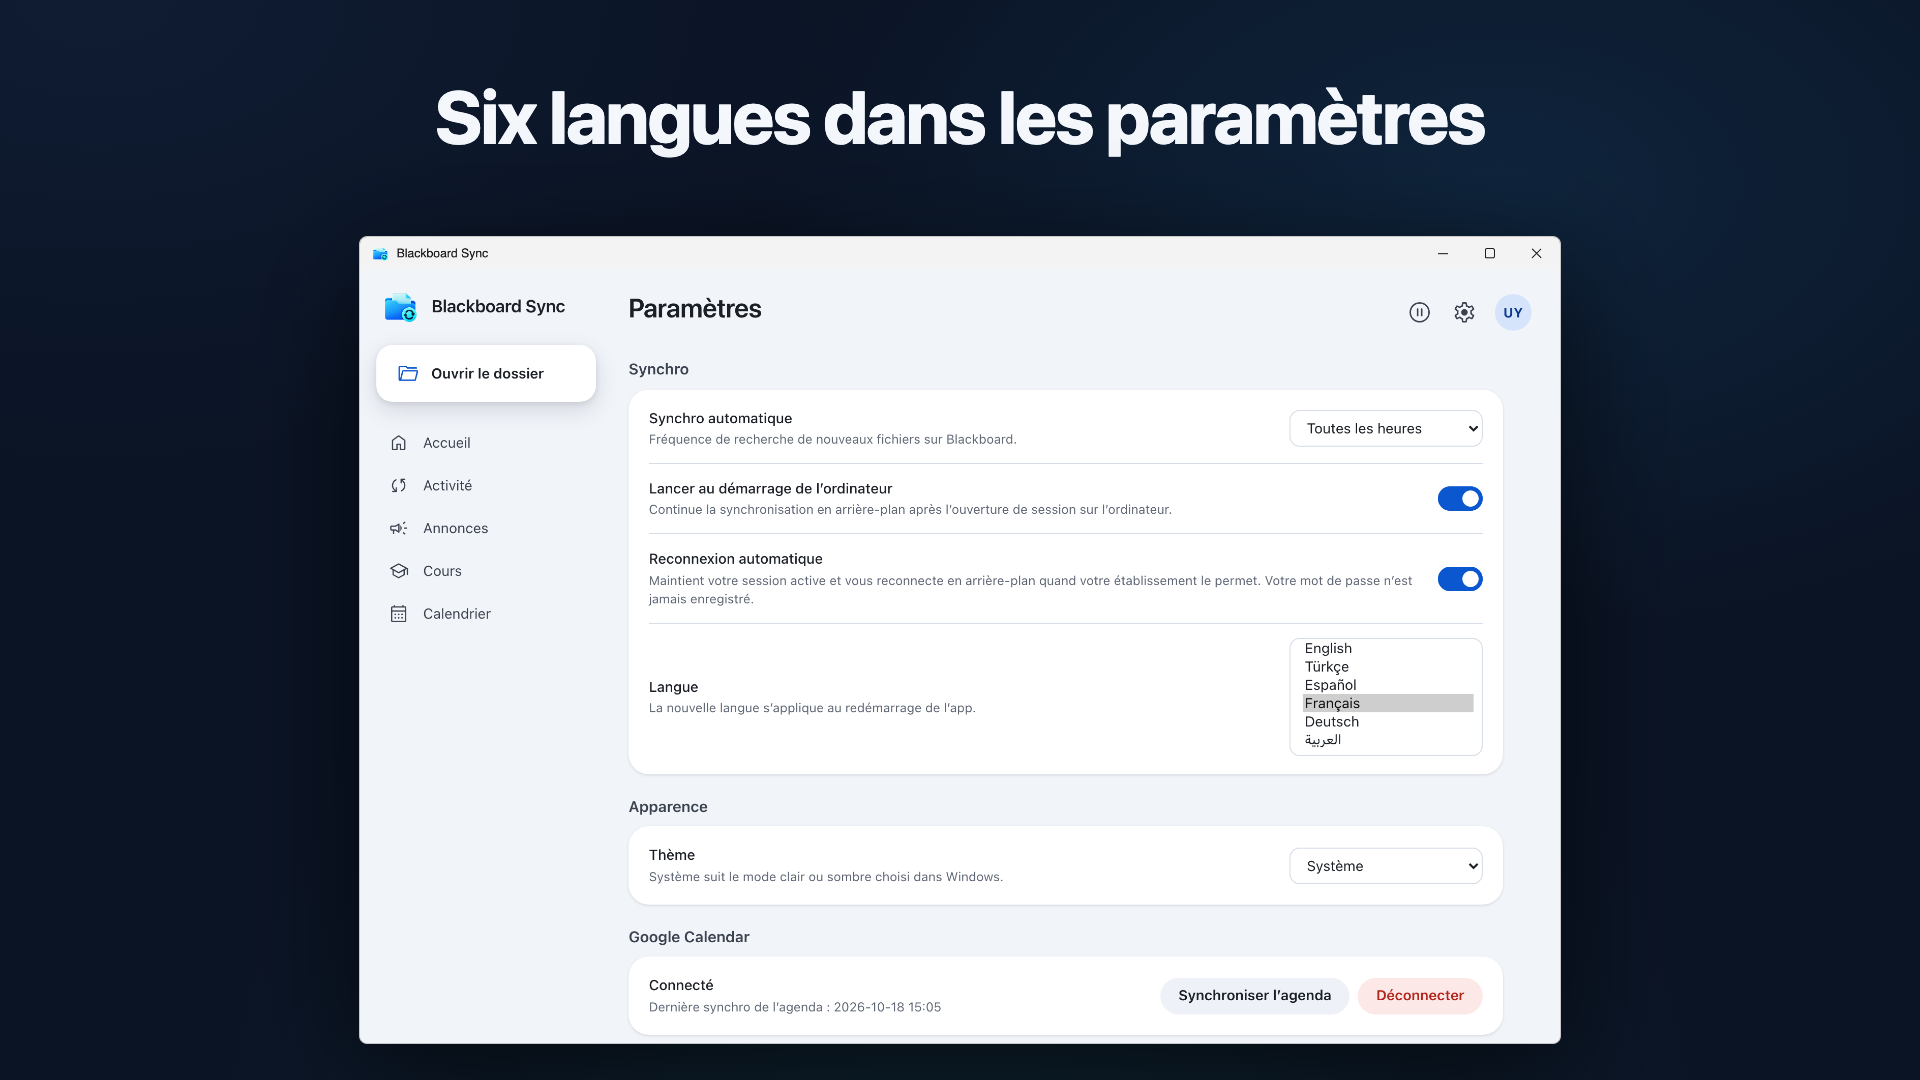 Six langues dans les paramètres
Blackboard Sync
Blackboard Sync
Paramètres
UY
Ouvrir le dossier
Accueil
Activité
Annonces
Cours
Calendrier
Synchro
Synchro automatique
Fréquence de recherche de nouveaux fichiers sur Blackboard.
Toutes les heures
Lancer au démarrage de l’ordinateur
Continue la synchronisation en arrière-plan après l’ouverture de session sur l’ordinateur.
Reconnexion automatique
Maintient votre session active et vous reconnecte en arrière-plan quand votre établissement le permet. Votre mot de passe n’est
jamais enregistré.
Langue
La nouvelle langue s’applique au redémarrage de l’app.
English
Türkçe
Español
Français
Deutsch
العربية
Apparence
Thème
Système suit le mode clair ou sombre choisi dans Windows.
Système
Google Calendar
Connecté
Dernière synchro de l’agenda : 2026-10-18 15:05
Synchroniser l’agenda
Déconnecter